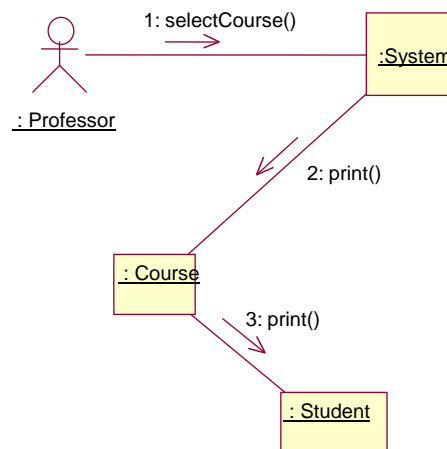 1: selectCourse()
:System
: Professor
2: print()
: Course
3: print()
: Student